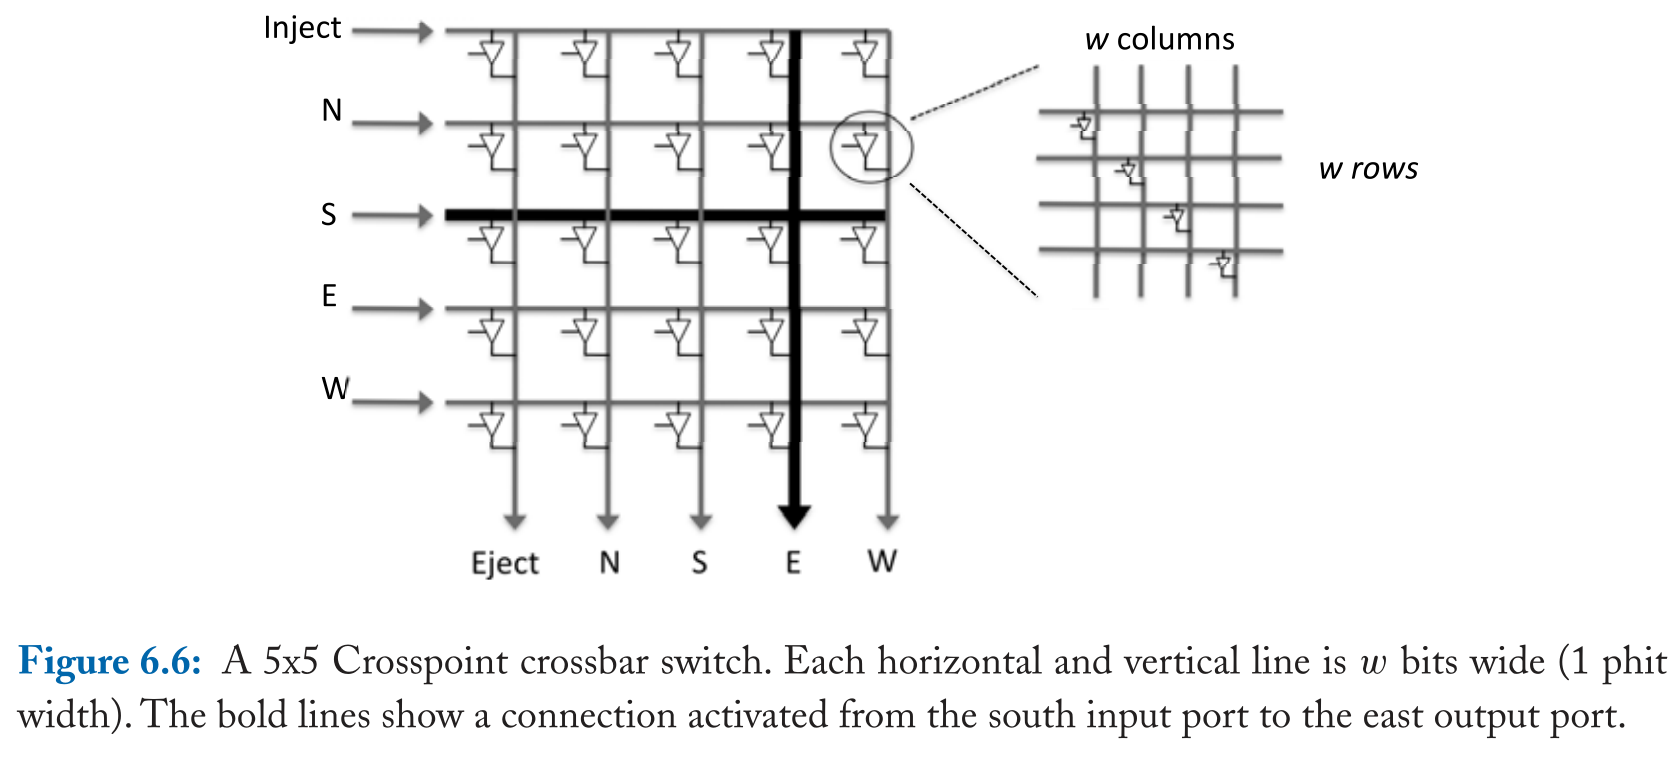 Inject
w columns
N
w rows
S
E
W
Eject N S E W
Figure 6.6: A 5x5 Crosspoint crossbar switch. Each horizontal and vertical line is w bits wide (1 phit
width). The bold lines show a connection activated from the south input port to the east output port.